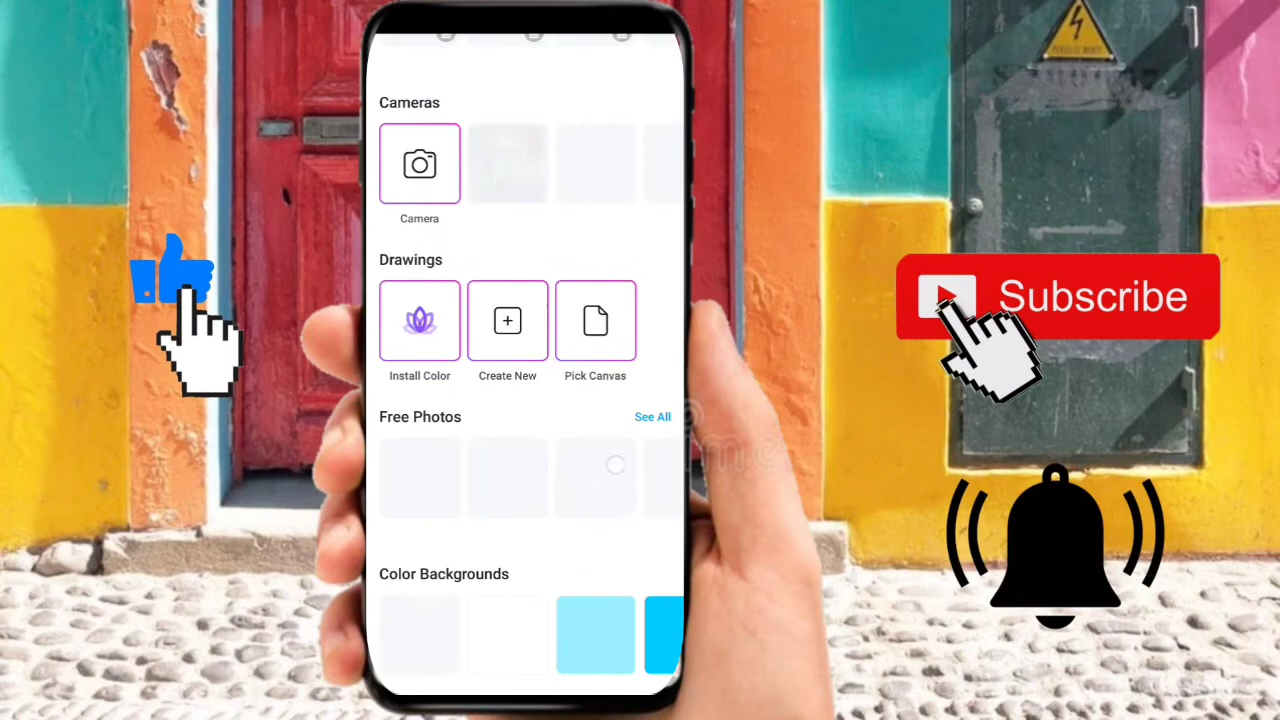 Cameras
Camera
Drawings
Install Color
Create New
Pick Canvas
Free Photos
See All
Color Backgrounds
Subscribe